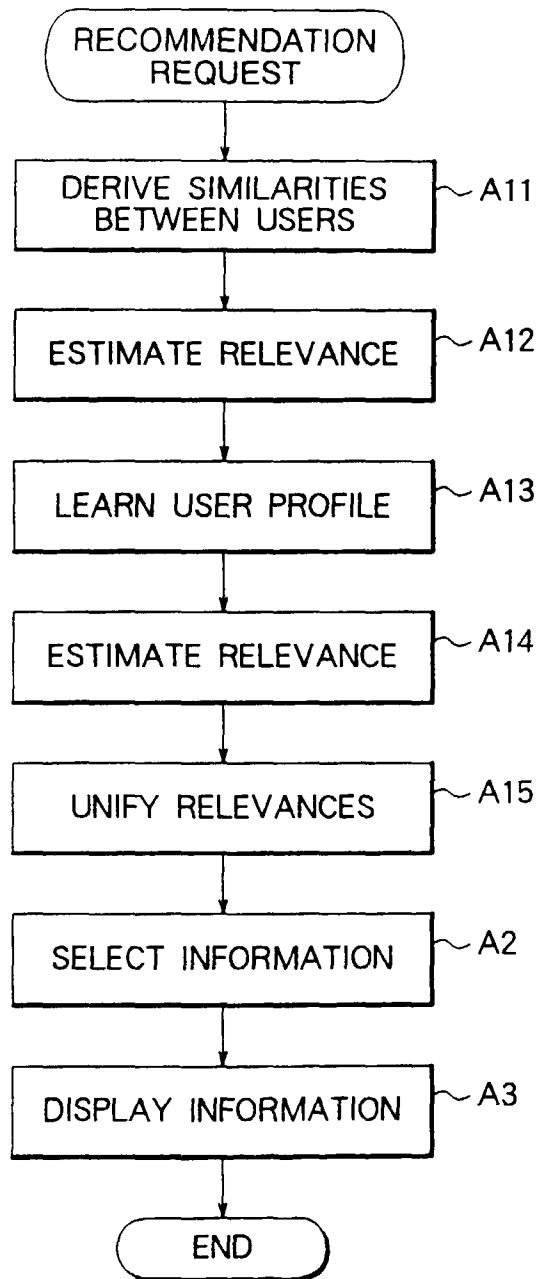 RECOMMENDATION
REQUEST
DERIVE SIMILARITIES
BETWEEN USERS
A11
ESTIMATE RELEVANCE
A12
LEARN USER PROFILE
A13
ESTIMATE RELEVANCE
A14
UNIFY RELEVANCES
A15
SELECT INFORMATION
A2
DISPLAY INFORMATION
A3
END